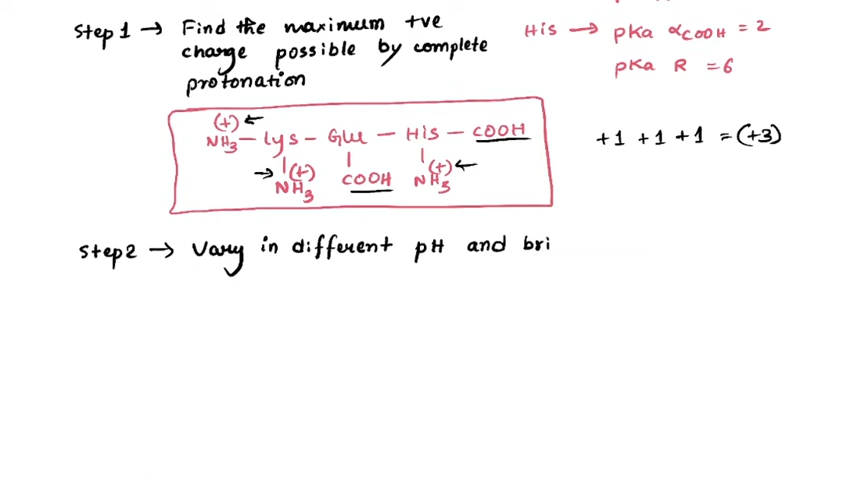 Step 1 → Find the maximum +ve
charge possible by complete
protonation
His → pka αCOOH = 2
pka R = 6
(+) ←
NH3 – Lys – Glu – His – COOH
→ (+) NH3 COOH (+) ← NH3
+1 +1 +1 = (+3)
Step2 → Vary in different pH and bri